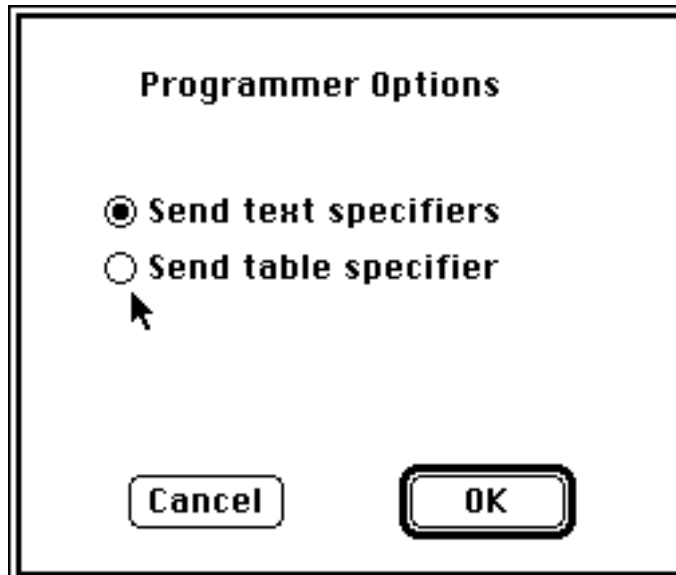 Programmer Options
Send text specifiers
Send table specifier
Cancel
OK